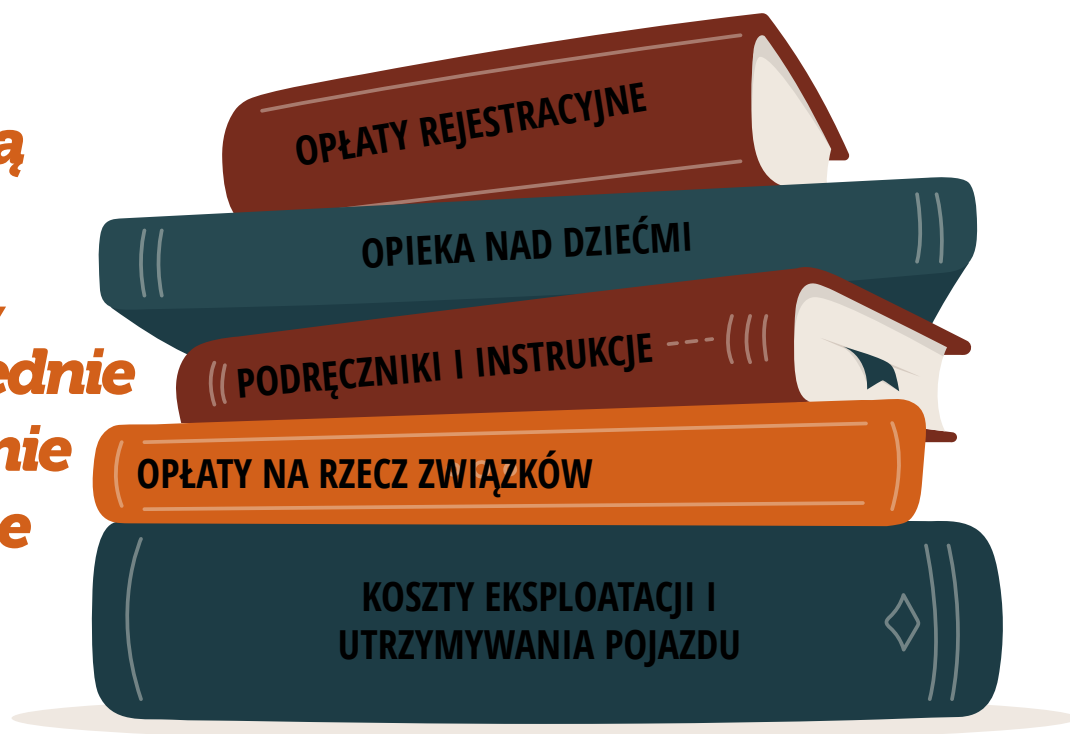 OPŁATY REJESTRACYJNE
OPIEKA NAD DZIEĆMI
PODRĘCZNIKI I INSTRUKCJE
OPŁATY NA RZECZ ZWIĄZKÓW
KOSZTY EKSPLOATACJI I
UTRZYMYWANIA POJAZDU